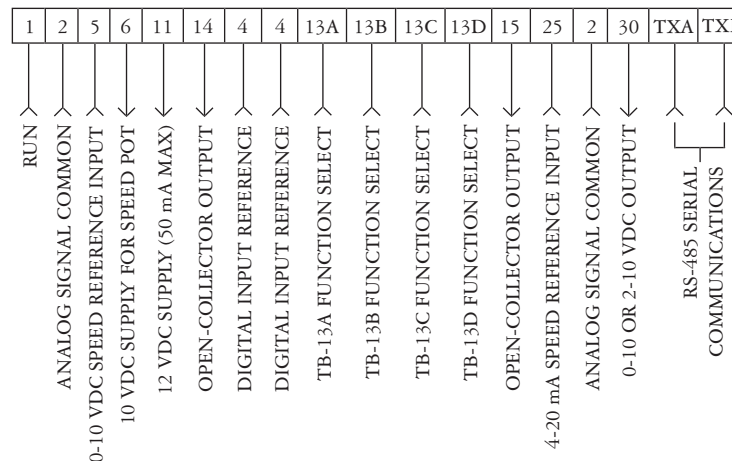 1 2 5 6 11 14 4 4 13A 13B 13C 13D 15 25 2 30 TXA
RUN
ANALOG SIGNAL COMMON
0-10 VDC SPEED REFERENCE INPUT
10 VDC SUPPLY FOR SPEED POT
12 VDC SUPPLY (50 mA MAX)
OPEN-COLLECTOR OUTPUT
DIGITAL INPUT REFERENCE
DIGITAL INPUT REFERENCE
TB-13A FUNCTION SELECT
TB-13B FUNCTION SELECT
TB-13C FUNCTION SELECT
TB-13D FUNCTION SELECT
OPEN-COLLECTOR OUTPUT
4-20 mA SPEED REFERENCE INPUT
ANALOG SIGNAL COMMON
0-10 OR 2-10 VDC OUTPUT
RS-485 SERIAL
COMMUNICATIONS